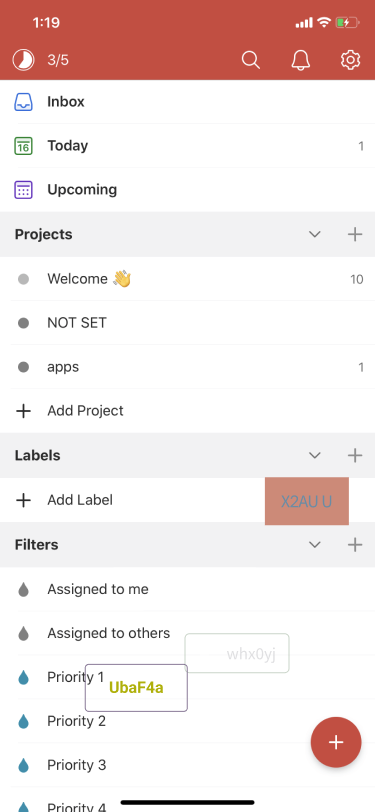 1:19
3/5
Inbox
16 Today 1
Upcoming
Projects
Welcome 👋 10
NOT SET
apps 1
Add Project
Labels
Add Label X2AU U
Filters
Assigned to me
Assigned to others
whx0yj
Priority 1
UbaF4a
Priority 2
Priority 3
Priority 4